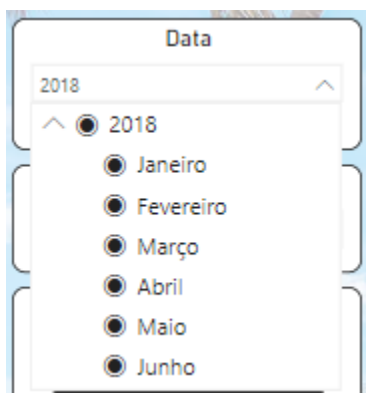 Data
2018
2018
Janeiro
Fevereiro
Março
Abril
Maio
Junho